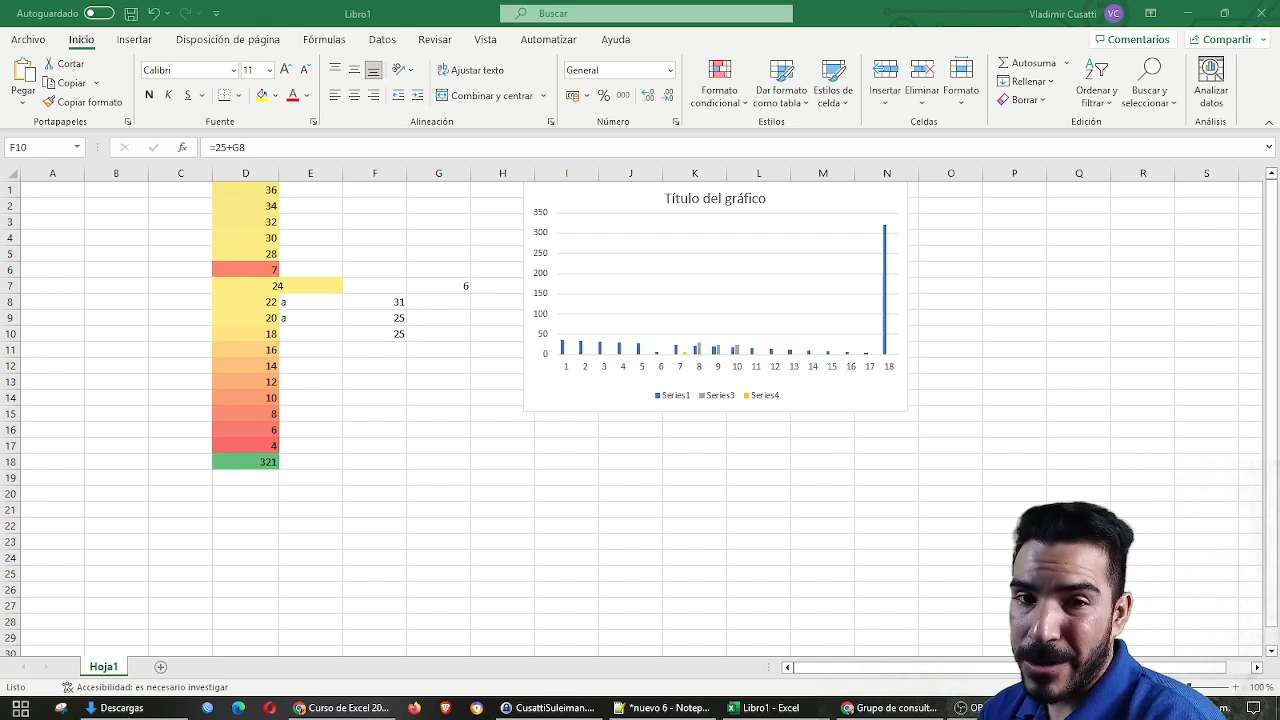 Autoguardado Libro1 Buscar Vladimir Cusatti VC
Archivo Inicio Insertar Disposición de página Fórmulas Datos Revisar Vista Automatizar Ayuda Comentarios Compartir
Pegar Cortar Copiar Copiar formato Portapapeles
Calibri 11 N K S Fuente
Ajustar texto Combinar y centrar Alineación
General % 000 Número
Formato condicional Dar formato como tabla Estilos de celda Estilos
Insertar Eliminar Formato Celdas
Autosuma Rellenar Borrar Ordenar y filtrar Buscar y seleccionar Edición
Analizar datos Análisis
F10 fx =25+G8
A B C D E F G H I J K L M N O P Q R S
1 36
2 34
3 32
4 30
5 28
6 7
7 24 6
8 22 a 31
9 20 a 25
10 18 25
11 16
12 14
13 12
14 10
15 8
16 6
17 4
18 321
19
20
21
22
23
24
25
26
27
28
29
30
Título del gráfico
350
300
250
200
150
100
50
0
1 2 3 4 5 6 7 8 9 10 11 12 13 14 15 16 17 18
Series1 Series3 Series4
Hoja1
Listo Accesibilidad: es necesario investigar 100 %
Descargas Curso de Excel 20... CusattiSuleiman.... *nuevo 6 - Notep... Libro1 - Excel Grupo de consult...